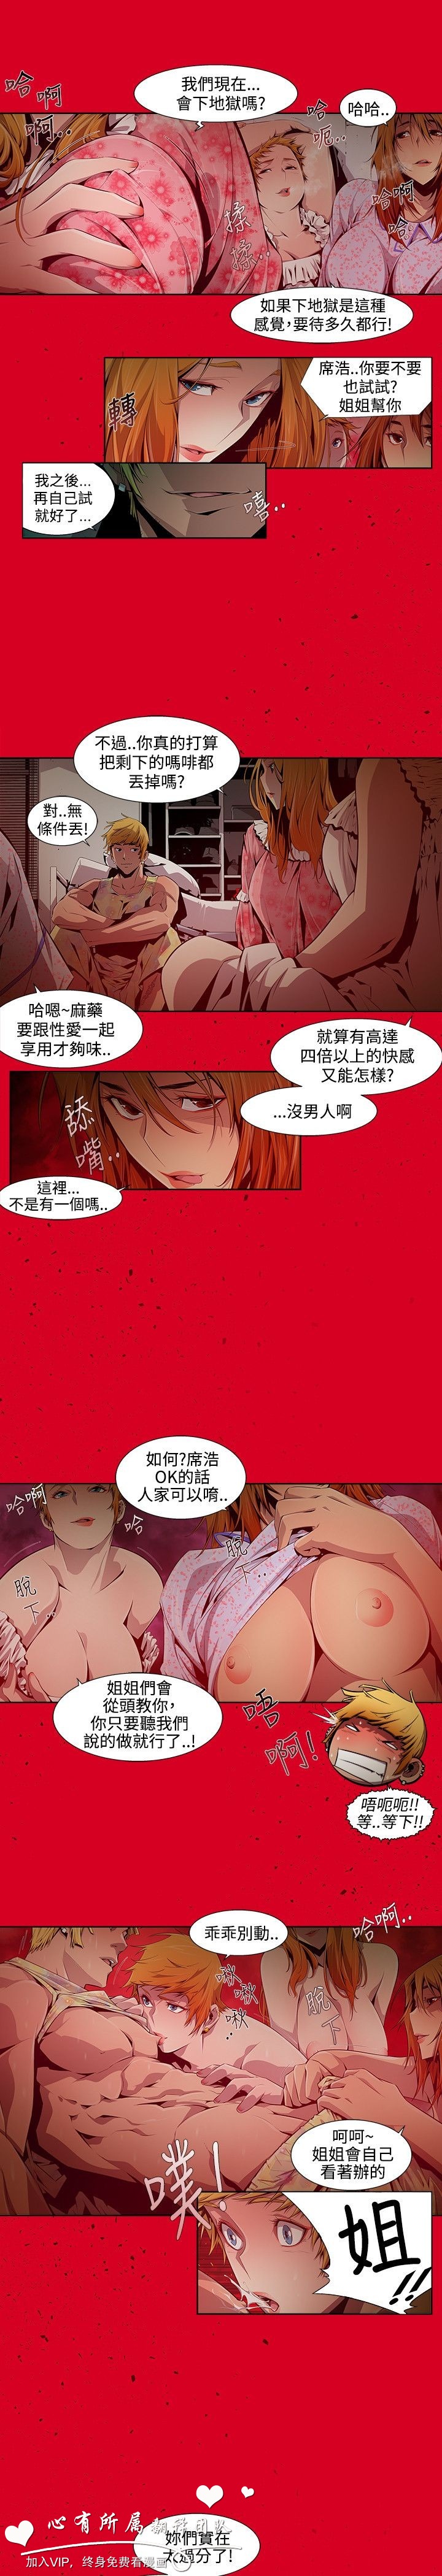 哈
啊
啊..
我們現在...
會下地獄嗎?
哈
呃..
哈哈..
哈啊
哈
揉
揉..
如果下地獄是這種
感覺，要待多久都行!
轉
席浩..你要不要
也試試?
姐姐幫你
我之後...
再自己試
就好了...
嘻..
不過..你真的打算
把剩下的嗎啡都
丟掉嗎?
對..無
條件丟!
哈嗯~麻藥
要跟性愛一起
享用才夠味..
就算有高達
四倍以上的快感
又能怎樣?
...沒男人啊
舔
嘴..
這裡...
不是有一個嗎..
如何?席浩
OK的話
人家可以唷..
哈啊
哈
脫
下
脫
下..
姐姐們會
從頭教你，
你只要聽我們
說的做就行了..!
唔
啊!
唔呃呃!!
等..等下!!
乖乖別動..
哈啊..
啾
啾
啾
..
脫
下
噗!
呵呵~
姐姐會自己
看著辦的
姐!!
心有所属翻译团队
加入VIP，终身免费看漫画
妳們實在
太過分了!